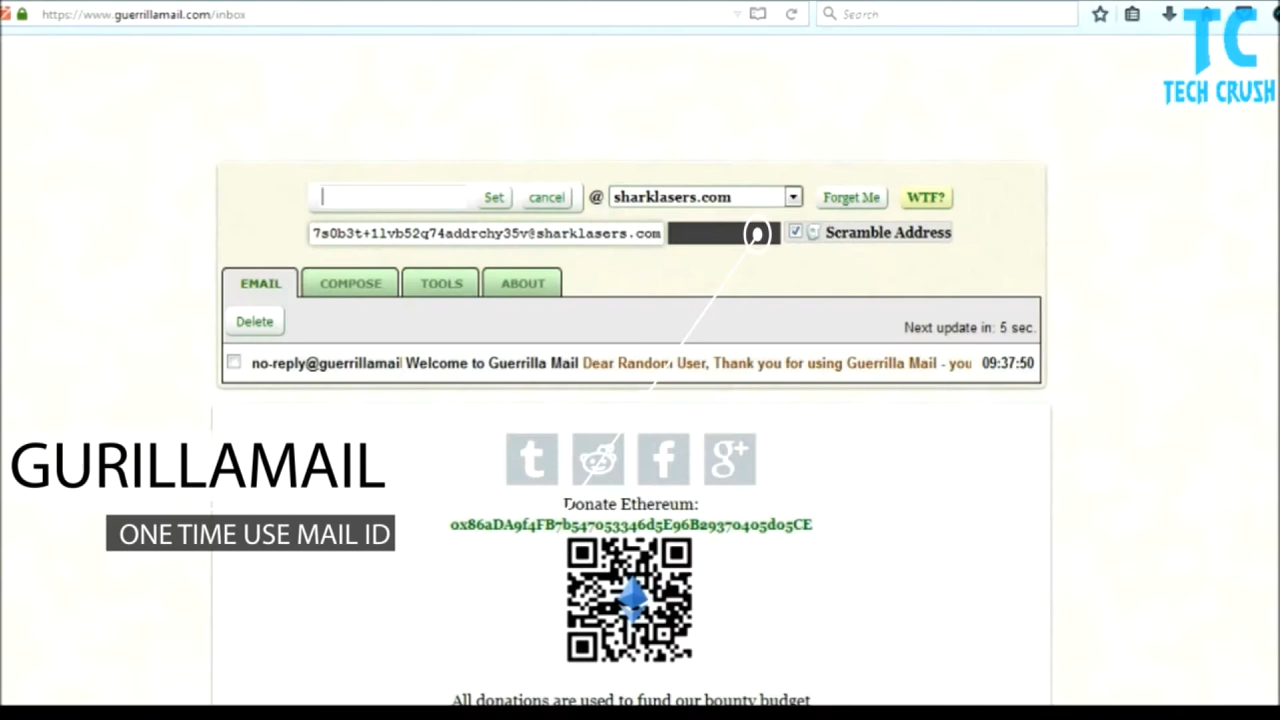 https://www.guerrillamail.com/inbox
Search
TC
TECH CRUSH
Set cancel @ sharklasers.com Forget Me WTF?
7s0b3t+1lvb52q74addrchy35v@sharklasers.com Scramble Address
EMAIL COMPOSE TOOLS ABOUT
Delete
Next update in: 5 sec.
no-reply@guerrillamail Welcome to Guerrilla Mail Dear Random User, Thank you for using Guerrilla Mail - you 09:37:50
GURILLAMAIL
ONE TIME USE MAIL ID
t f g+
Donate Ethereum:
0x86aDA9f4FB7b547053346d5E96B29370405d05CE
All donations are used to fund our bounty budget